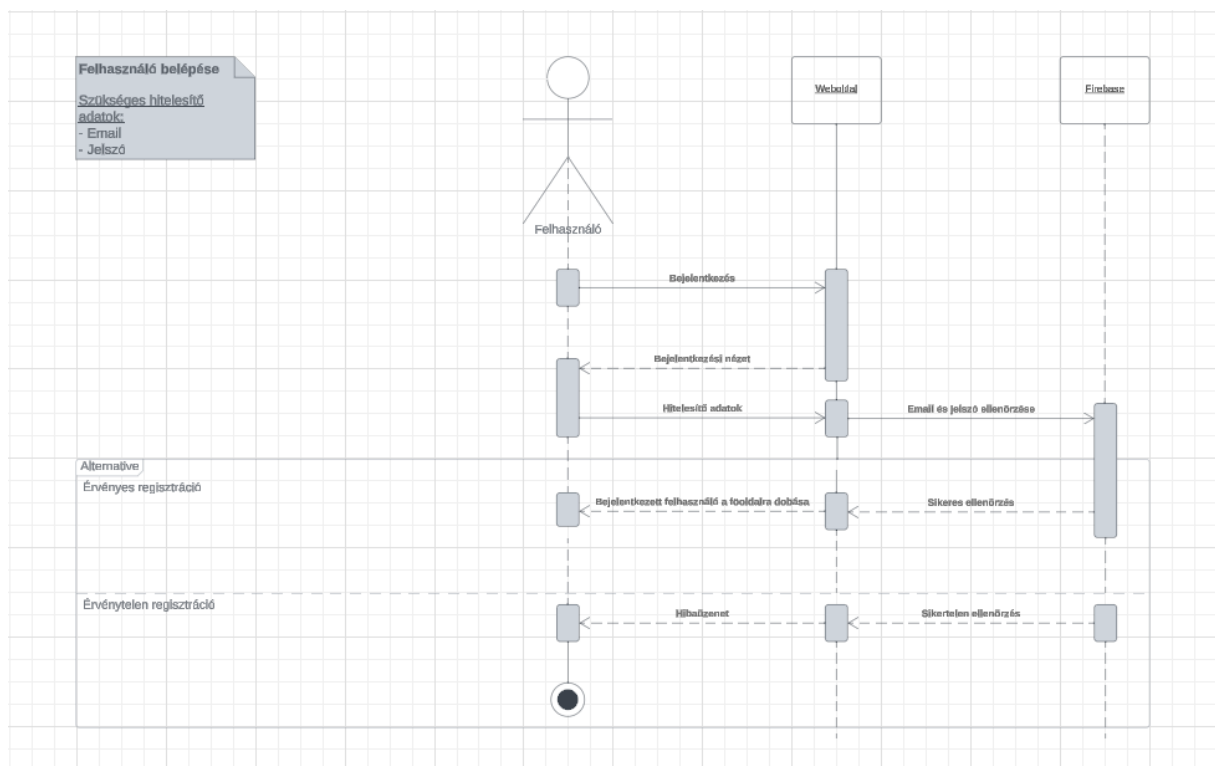 Felhasználó belépése
Szükséges hitelesítő
adatok:
- Email
- Jelszó
Weboldal
Firebase
Felhasználó
Bejelentkezés
Bejelentkezési nézet
Hitelesítő adatok
Email és jelszó ellenőrzése
Alternative
Érvényes regisztráció
Bejelentkezett felhasználó a főoldalra dobása
Sikeres ellenőrzés
Érvénytelen regisztráció
Hibaüzenet
Sikertelen ellenőrzés